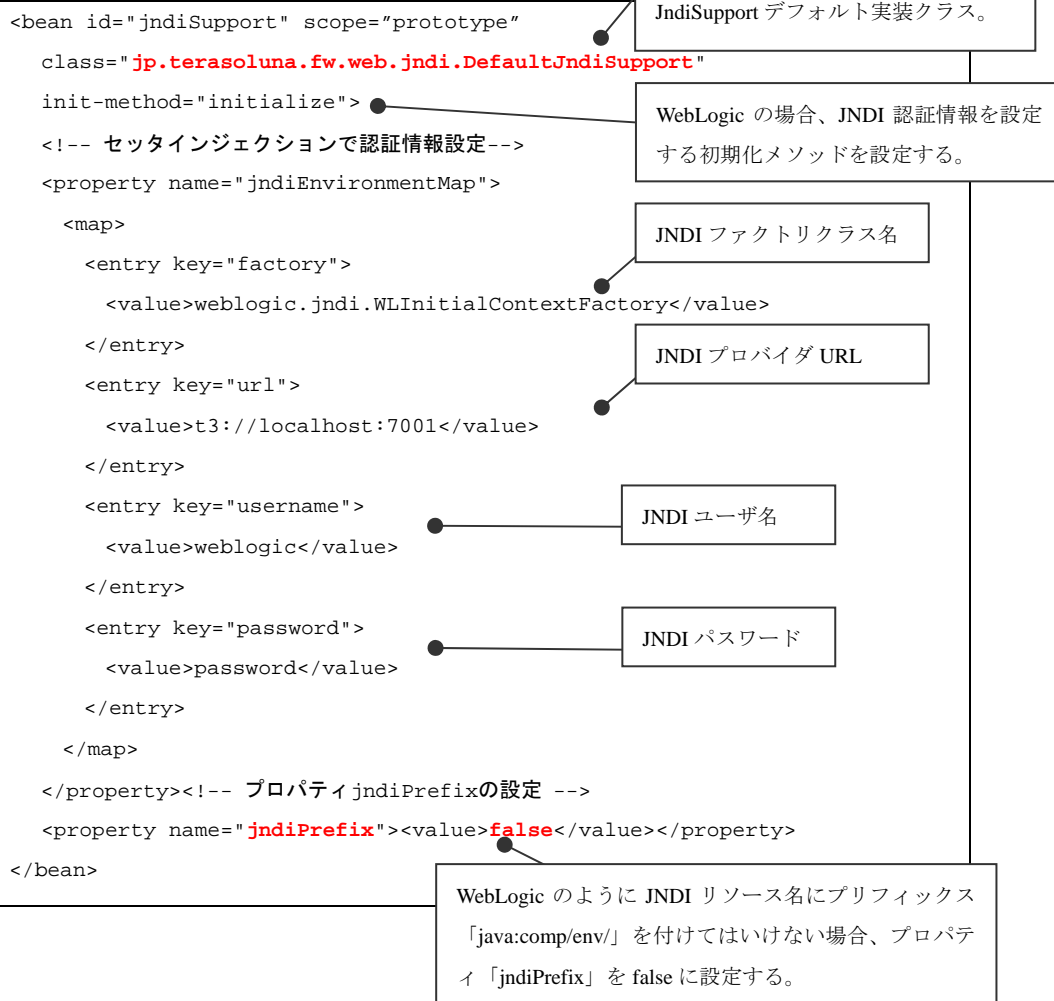 JndiSupport デフォルト実装クラス。
<bean id="jndiSupport" scope=”prototype”
class="jp.terasoluna.fw.web.jndi.DefaultJndiSupport"
init-method="initialize">
WebLogic の場合、JNDI 認証情報を設定
する初期化メソッドを設定する。
<!-- セッタインジェクションで認証情報設定-->
<property name="jndiEnvironmentMap">
<map>
JNDI ファクトリクラス名
<entry key="factory">
<value>weblogic.jndi.WLInitialContextFactory</value>
</entry>
JNDI プロバイダ URL
<entry key="url">
<value>t3://localhost:7001</value>
</entry>
<entry key="username">
JNDI ユーザ名
<value>weblogic</value>
</entry>
<entry key="password">
JNDI パスワード
<value>password</value>
</entry>
</map>
</property><!-- プロパティjndiPrefixの設定 -->
<property name="jndiPrefix"><value>false</value></property>
</bean>
WebLogic のように JNDI リソース名にプリフィックス
「java:comp/env/」を付けてはいけない場合、プロパテ
ィ「jndiPrefix」を false に設定する。